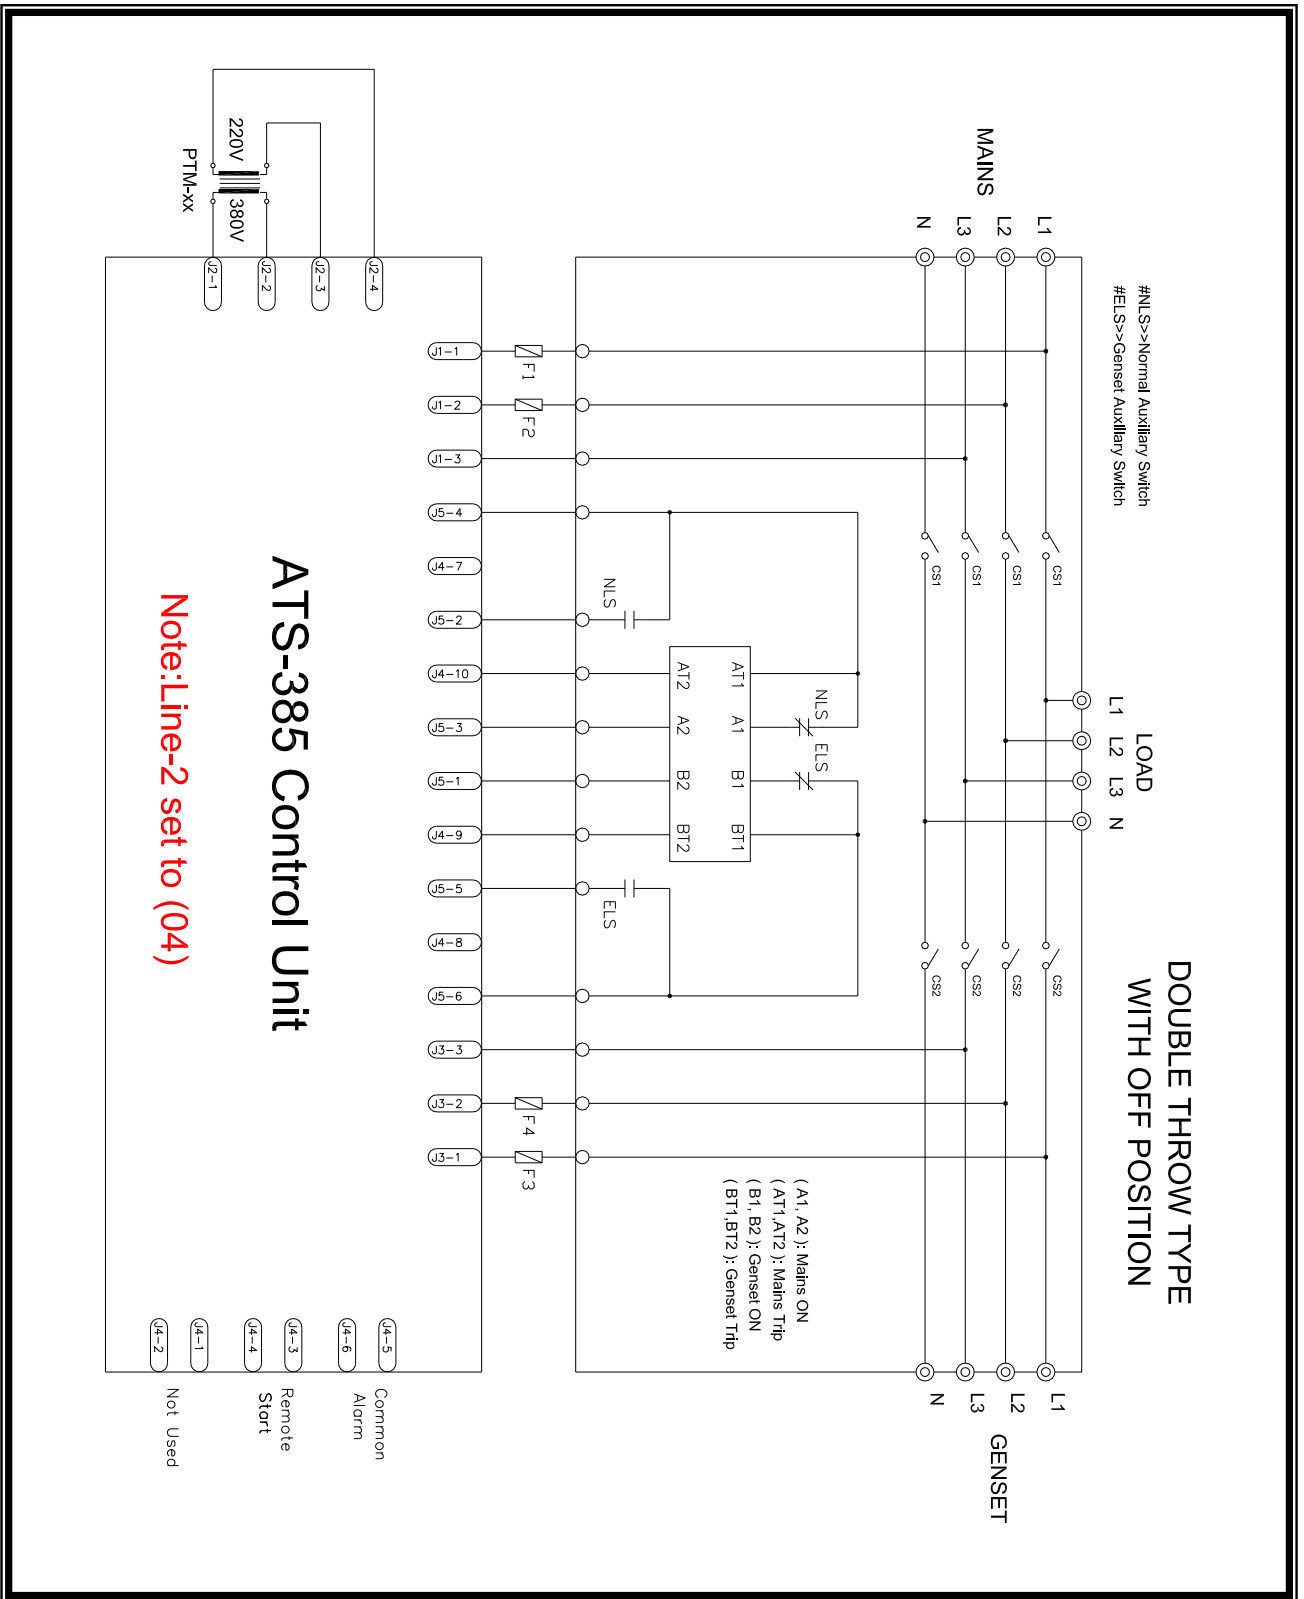 DOUBLE THROW TYPE
WITH OFF POSITION
#NLS>>Normal Auxiliary Switch
#ELS>>Genset Auxiliary Switch
MAINS
L1
L2
L3
N
LOAD
L1
L2
L3
N
GENSET
L1
L2
L3
N
CS1
CS1
CS1
CS1
CS2
CS2
CS2
CS2
NLS
ELS
AT1
A1
B1
BT1
AT2
A2
B2
BT2
NLS
ELS
( A1, A2 ): Mains ON
( AT1,AT2 ): Mains Trip
( B1, B2 ): Genset ON
( BT1,BT2 ): Genset Trip
F1
F2
F4
F3
J1-1
J1-2
J1-3
J5-4
J4-7
J5-2
J4-10
J5-3
J5-1
J4-9
J5-5
J4-8
J5-6
J3-3
J3-2
J3-1
J2-4
J2-3
J2-2
J2-1
220V
380V
PTM-xx
ATS-385 Control Unit
Note:Line-2 set to (04)
J4-5
J4-6
Common
Alarm
J4-3
J4-4
Remote
Start
J4-1
J4-2
Not Used